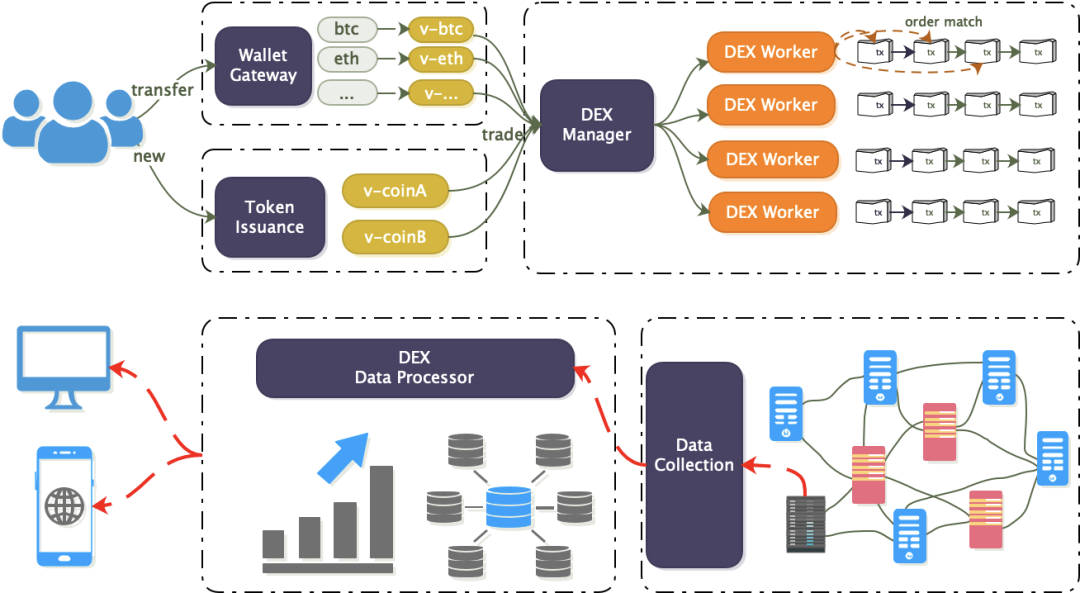 btc
v-btc
Wallet
Gateway
eth
v-eth
...
v-...
transfer
new
trade
Token
Issuance
v-coinA
v-coinB
DEX
Manager
order match
DEX Worker
tx
tx
tx
tx
DEX Worker
tx
tx
tx
tx
DEX Worker
tx
tx
tx
tx
DEX Worker
tx
tx
tx
tx
DEX
Data Processor
Data
Collection